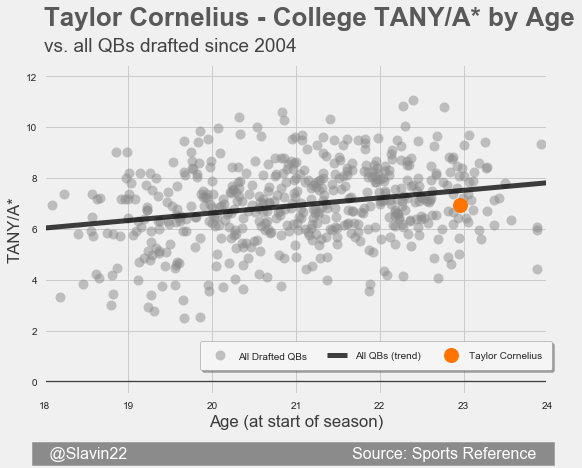 Taylor Cornelius - College TANY/A* by Age
vs. all QBs drafted since 2004
12
10
8
6
4
2
0
TANY/A*
All Drafted QBs
All QBs (trend)
Taylor Cornelius
18 19 20 21 22 23 24
Age (at start of season)
@Slavin22 Source: Sports Reference